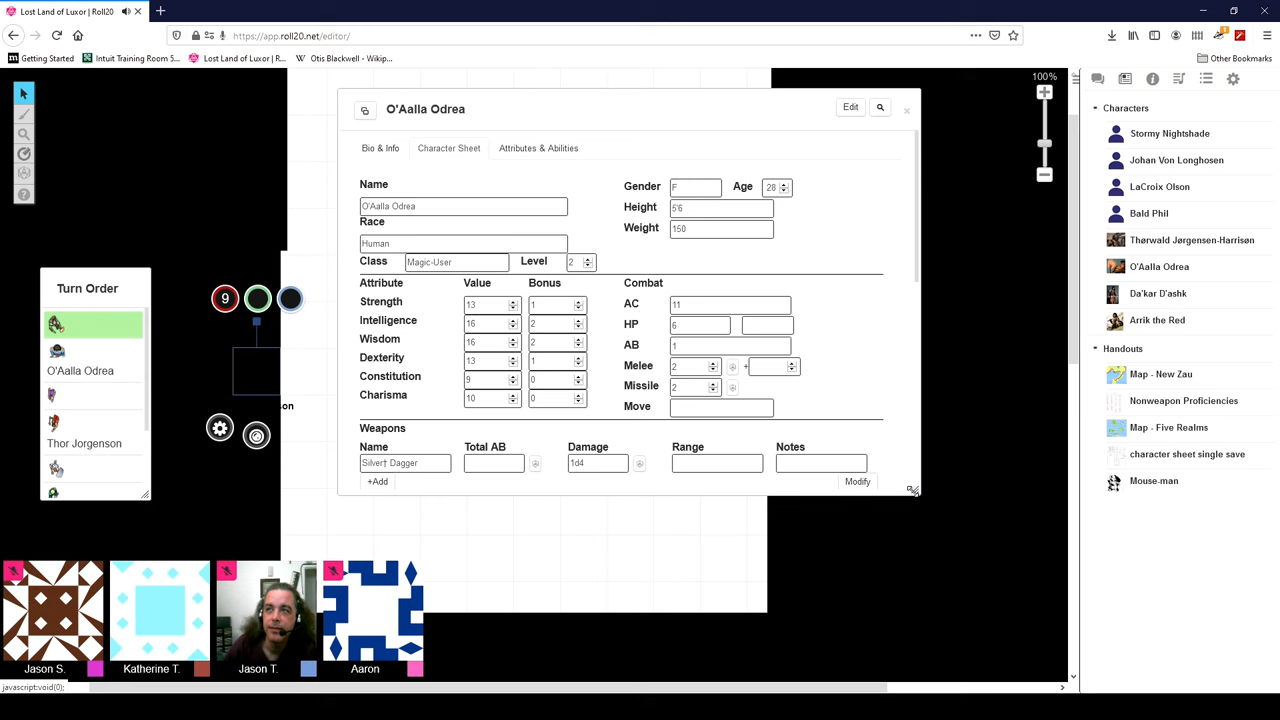 Lost Land of Luxor | Roll20
https://app.roll20.net/editor/
Getting Started
Intuit Training Room 5...
Lost Land of Luxor | R...
Otis Blackwell - Wikip...
Other Bookmarks
100%
O'Aalla Odrea
Edit
Bio & Info
Character Sheet
Attributes & Abilities
Name
O'Aalla Odrea
Race
Human
Class Magic-User Level 2
Gender F Age 28
Height 5'6
Weight 150
Attribute Value Bonus
Strength 13 1
Intelligence 16 2
Wisdom 16 2
Dexterity 13 1
Constitution 9 0
Charisma 10 0
Combat
AC 11
HP 6
AB 1
Melee 2 +
Missile 2
Move
Weapons
Name Total AB Damage Range Notes
Silver† Dagger 1d4
+Add Modify
Turn Order
O'Aalla Odrea
Thor Jorgenson
9
son
Characters
Stormy Nightshade
Johan Von Longhosen
LaCroix Olson
Bald Phil
Thørwald Jørgensen-Harrisøn
O'Aalla Odrea
Da'kar D'ashk
Arrik the Red
Handouts
Map - New Zau
Nonweapon Proficiencies
Map - Five Realms
character sheet single save
Mouse-man
Jason S.
Katherine T.
Jason T.
Aaron
javascript:void(0);